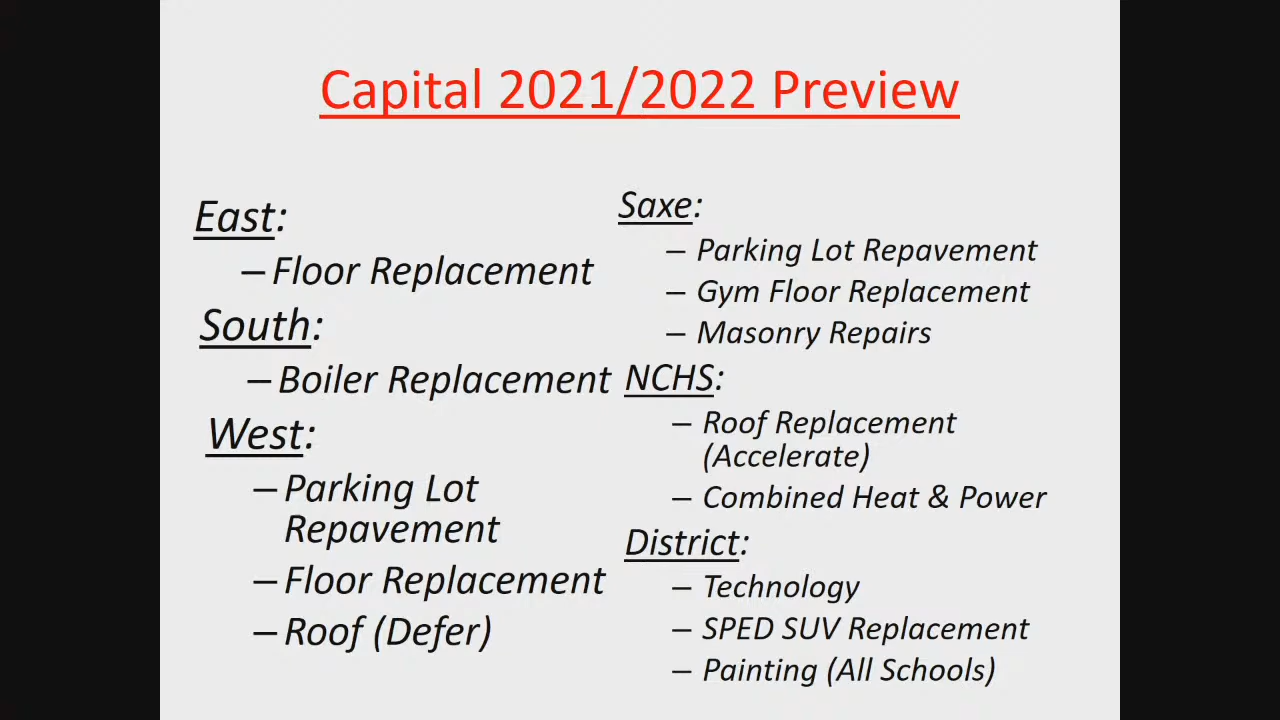 Capital 2021/2022 Preview
East:
– Floor Replacement
South:
– Boiler Replacement
West:
– Parking Lot
Repavement
– Floor Replacement
– Roof (Defer)
Saxe:
– Parking Lot Repavement
– Gym Floor Replacement
– Masonry Repairs
NCHS:
– Roof Replacement
(Accelerate)
– Combined Heat & Power
District:
– Technology
– SPED SUV Replacement
– Painting (All Schools)